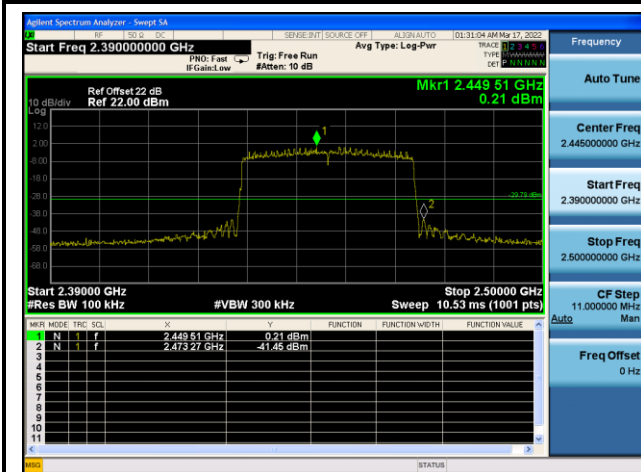 Agilent Spectrum Analyzer - Swept SA
RF 50 Ω DC SENSE:INT SOURCE OFF ALIGN AUTO 01:31:04 AM Mar 17, 2022
Start Freq 2.390000000 GHz
PNO: Fast
IFGain:Low
Trig: Free Run
#Atten: 10 dB
Avg Type: Log-Pwr
TRACE 1 2 3 4 5 6
TYPE
DET P N N N N N
Ref Offset 22 dB
Ref 22.00 dBm
10 dB/div
Log
Mkr1 2.449 51 GHz
0.21 dBm
12.0
2.00
-8.00
-18.0
-28.0
-38.0
-48.0
-58.0
-68.0
1
-29.79 dBm
2
Start 2.39000 GHz
#Res BW 100 kHz
#VBW 300 kHz
Stop 2.50000 GHz
Sweep 10.53 ms (1001 pts)
MKR MODE TRC SCL X Y FUNCTION FUNCTION WIDTH FUNCTION VALUE
1 N 1 f 2.449 51 GHz 0.21 dBm
2 N 1 f 2.473 27 GHz -41.45 dBm
3
4
5
6
7
8
9
10
11
MSG
STATUS
Frequency
Auto Tune
Center Freq
2.445000000 GHz
Start Freq
2.390000000 GHz
Stop Freq
2.500000000 GHz
CF Step
11.000000 MHz
Auto Man
Freq Offset
0 Hz